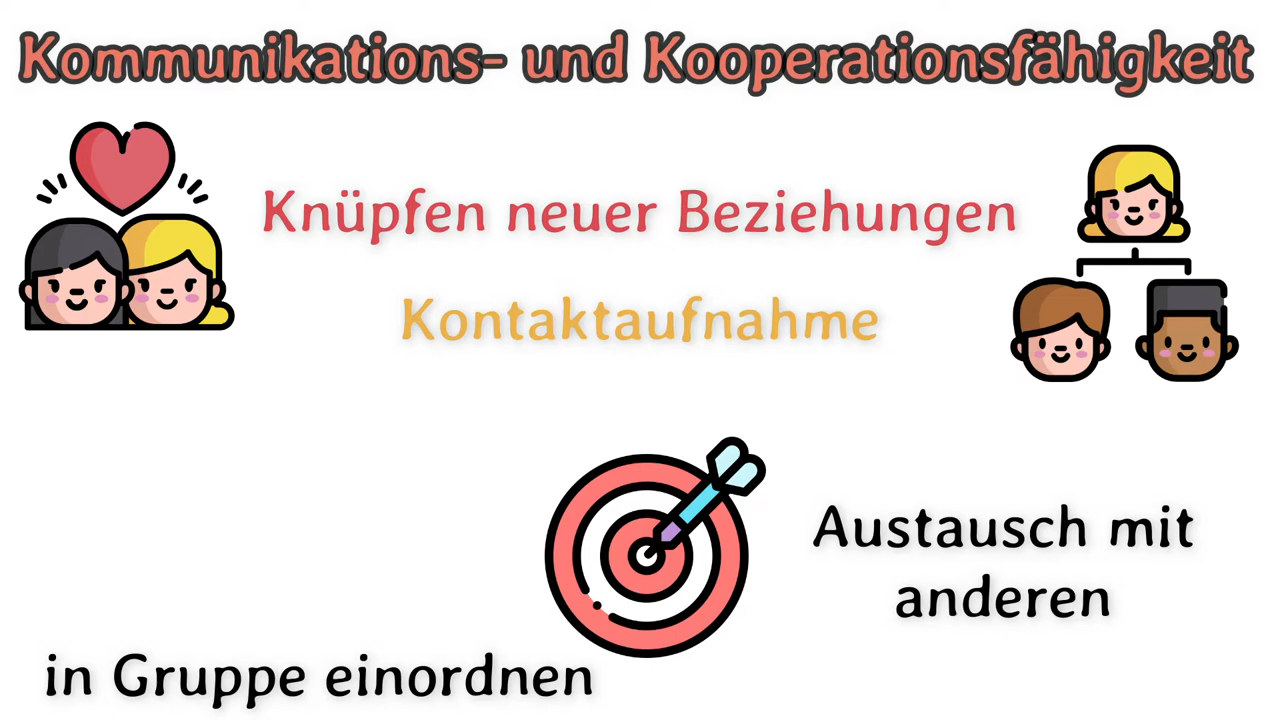 Kommunikations- und Kooperationsfähigkeit
Knüpfen neuer Beziehungen
Kontaktaufnahme
Austausch mit
anderen
in Gruppe einordnen